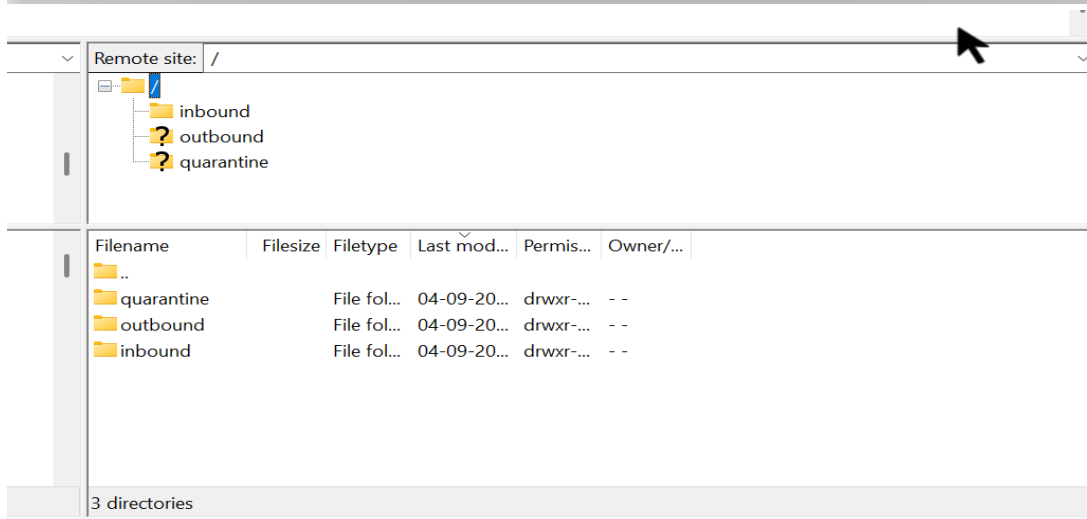 Remote site: /
/
inbound
? outbound
? quarantine
Filename Filesize Filetype Last mod... Permis... Owner/...
..
quarantine File fol... 04-09-20... drwxr-... - -
outbound File fol... 04-09-20... drwxr-... - -
inbound File fol... 04-09-20... drwxr-... - -
3 directories